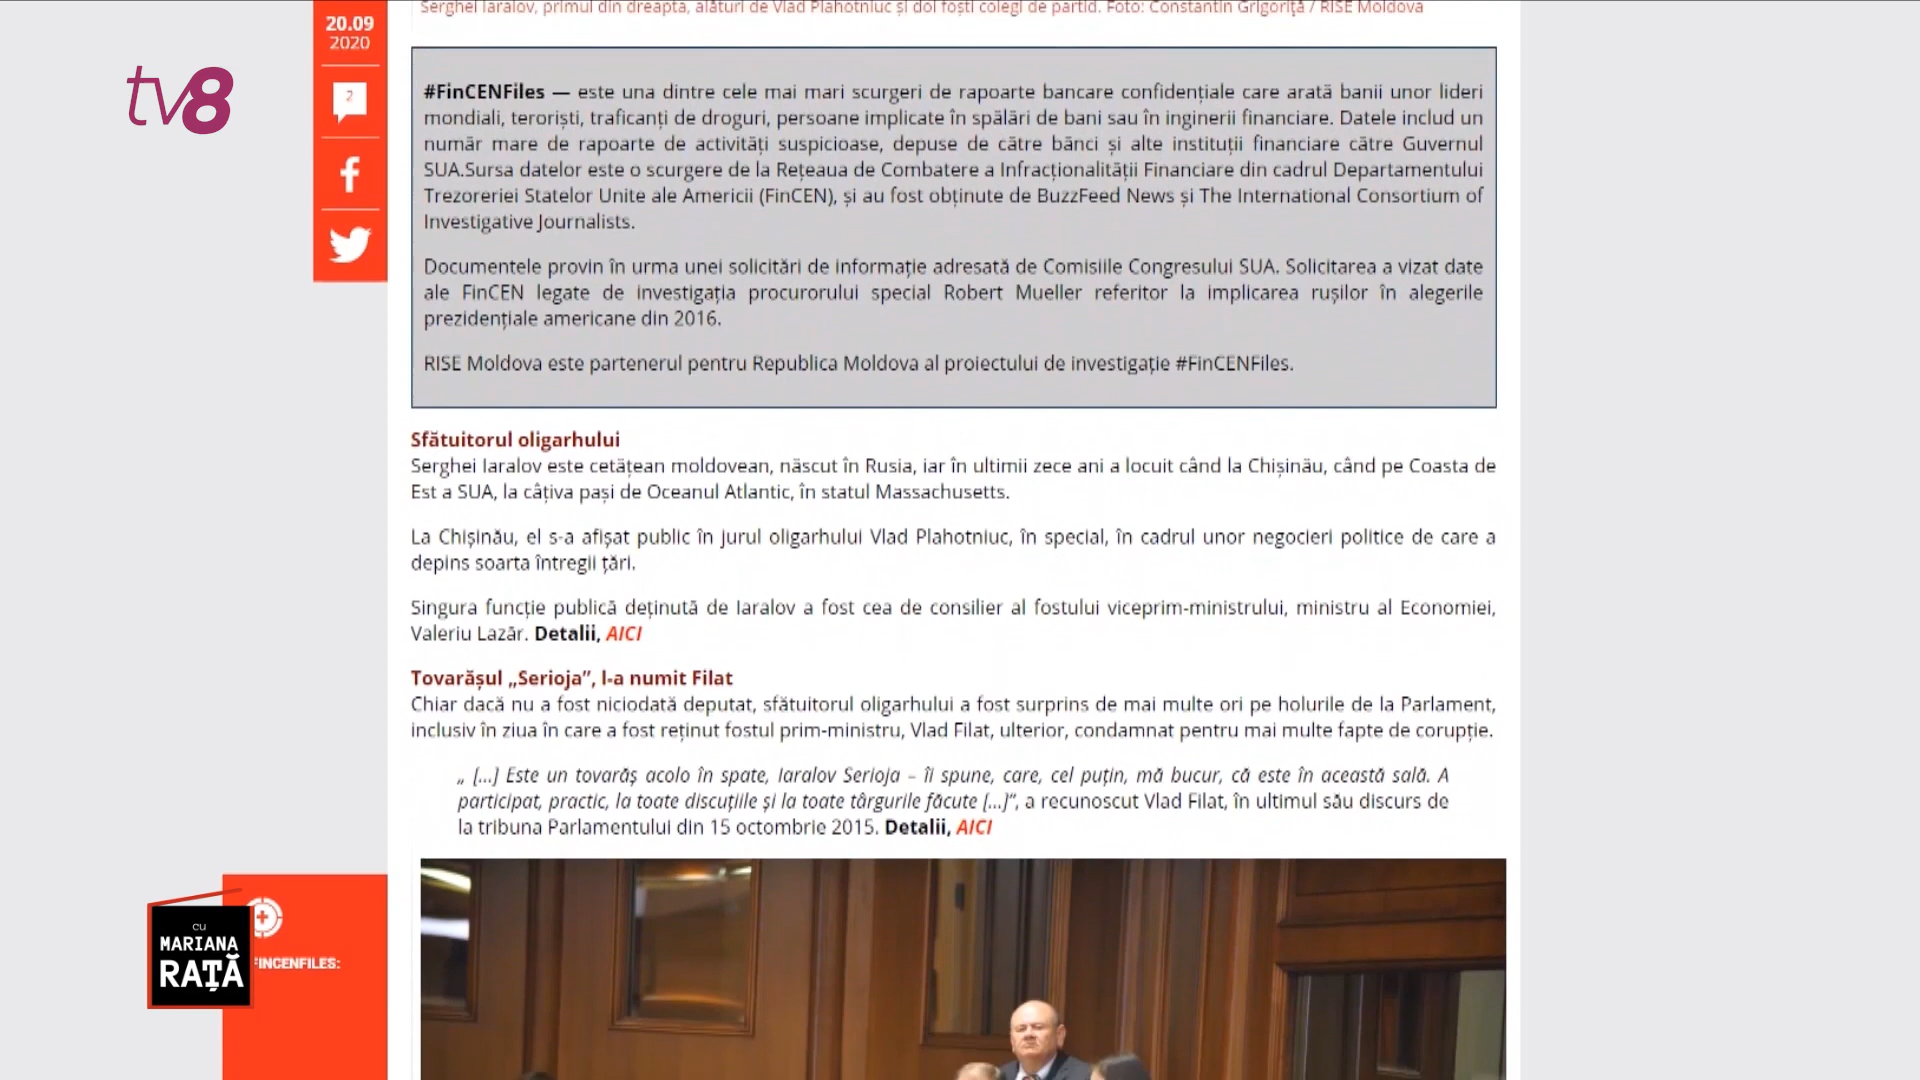 Serghei Iaralov, primul din dreapta, alături de Vlad Plahotniuc și doi foști colegi de partid. Foto: Constantin Grigoriță / RISE Moldova
20.09
2020
tv8
2
#FinCENFiles — este una dintre cele mai mari scurgeri de rapoarte bancare confidențiale care arată banii unor lideri
mondiali, teroriști, traficanți de droguri, persoane implicate în spălări de bani sau în inginerii financiare. Datele includ un
număr mare de rapoarte de activități suspicioase, depuse de către bănci și alte instituții financiare către Guvernul
SUA.Sursa datelor este o scurgere de la Rețeaua de Combatere a Infracționalității Financiare din cadrul Departamentului
Trezoreriei Statelor Unite ale Americii (FinCEN), și au fost obținute de BuzzFeed News și The International Consortium of
Investigative Journalists.
Documentele provin în urma unei solicitări de informație adresată de Comisiile Congresului SUA. Solicitarea a vizat date
ale FinCEN legate de investigația procurorului special Robert Mueller referitor la implicarea rușilor în alegerile
prezidențiale americane din 2016.
RISE Moldova este partenerul pentru Republica Moldova al proiectului de investigație #FinCENFiles.
Sfătuitorul oligarhului
Serghei Iaralov este cetățean moldovean, născut în Rusia, iar în ultimii zece ani a locuit când la Chișinău, când pe Coasta de
Est a SUA, la câțiva pași de Oceanul Atlantic, în statul Massachusetts.
La Chișinău, el s-a afișat public în jurul oligarhului Vlad Plahotniuc, în special, în cadrul unor negocieri politice de care a
depins soarta întregii țări.
Singura funcție publică deținută de Iaralov a fost cea de consilier al fostului viceprim-ministrului, ministru al Economiei,
Valeriu Lazăr. Detalii, AICI
Tovarășul „Serioja”, l-a numit Filat
Chiar dacă nu a fost niciodată deputat, sfătuitorul oligarhului a fost surprins de mai multe ori pe holurile de la Parlament,
inclusiv în ziua în care a fost reținut fostul prim-ministru, Vlad Filat, ulterior, condamnat pentru mai multe fapte de corupție.
„ [...] Este un tovarăș acolo în spate, Iaralov Serioja – îi spune, care, cel puțin, mă bucur, că este în această sală. A
participat, practic, la toate discuțiile și la toate târgurile făcute [...]”, a recunoscut Vlad Filat, în ultimul său discurs de
la tribuna Parlamentului din 15 octombrie 2015. Detalii, AICI
CU
MARIANA
RAȚĂ
FINCENFILES: